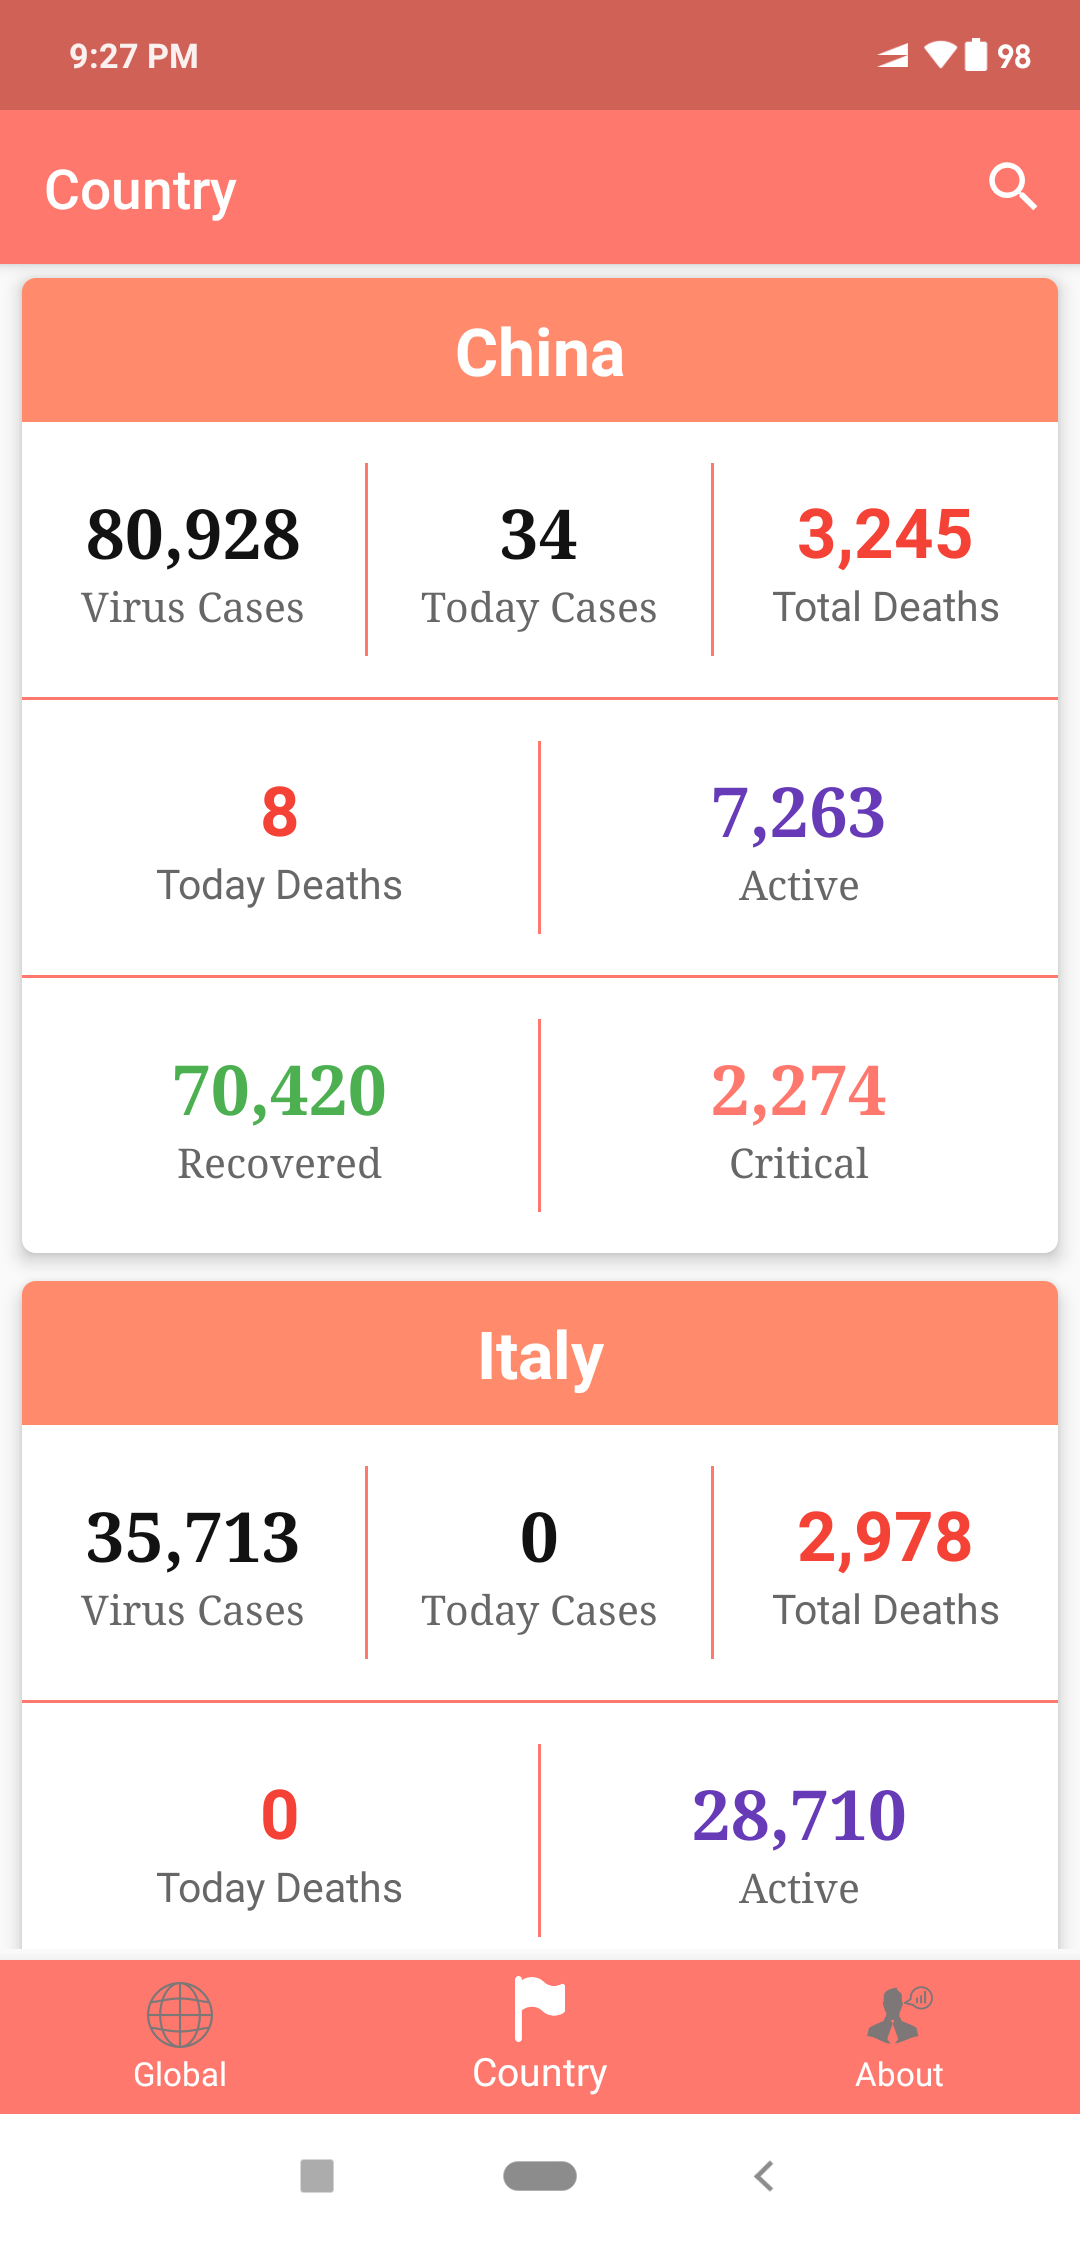 9:27 PM
98
Country
China
80,928
34
3,245
Virus Cases
Today Cases
Total Deaths
8
7,263
Today Deaths
Active
70,420
2,274
Recovered
Critical
Italy
35,713
0
2,978
Virus Cases
Today Cases
Total Deaths
0
28,710
Today Deaths
Active
Global
Country
About